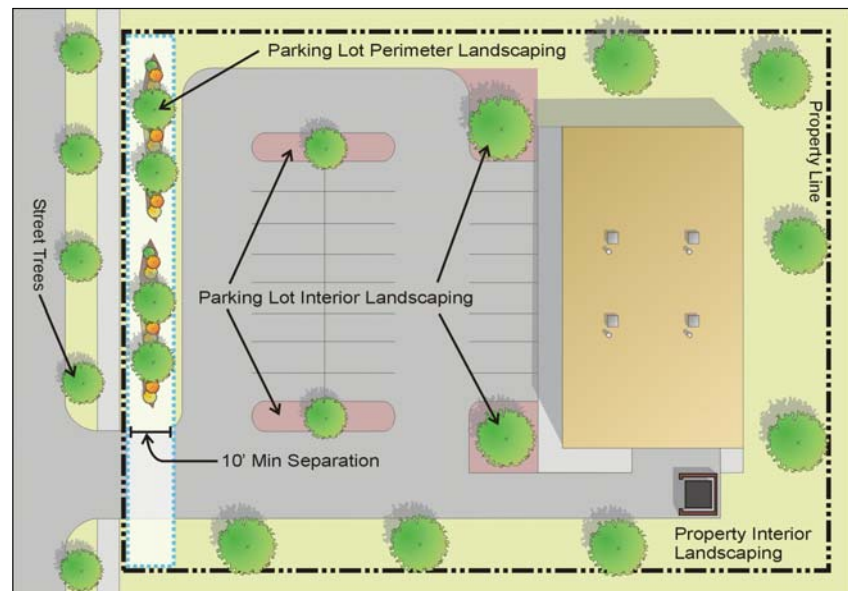 Parking Lot Perimeter Landscaping
Property Line
Street Trees
Parking Lot Interior Landscaping
10' Min Separation
Property Interior
Landscaping